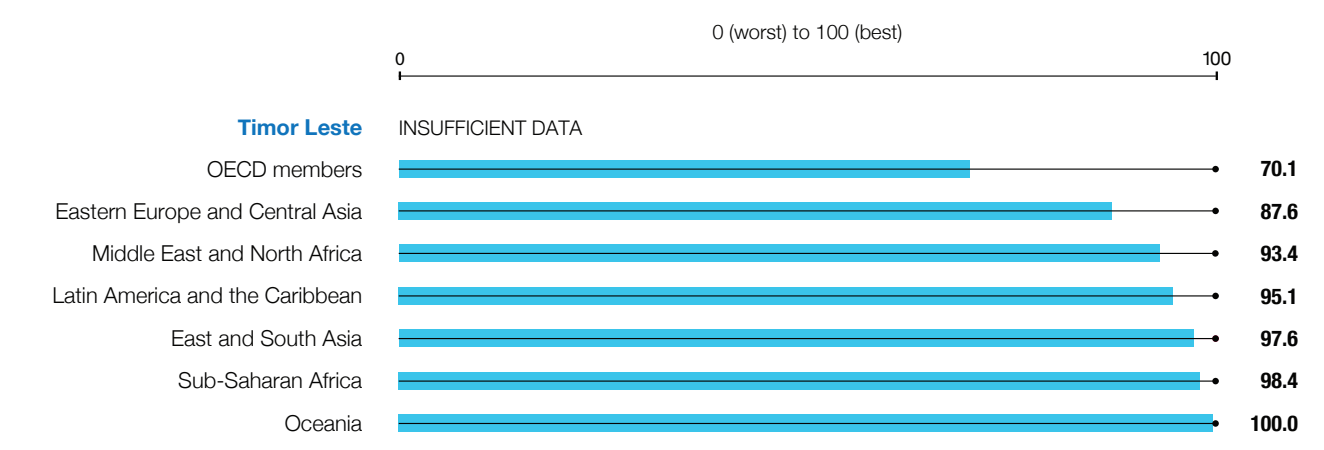 0 (worst) to 100 (best)
0 100
Timor Leste INSUFFICIENT DATA
OECD members 70.1
Eastern Europe and Central Asia 87.6
Middle East and North Africa 93.4
Latin America and the Caribbean 95.1
East and South Asia 97.6
Sub-Saharan Africa 98.4
Oceania 100.0